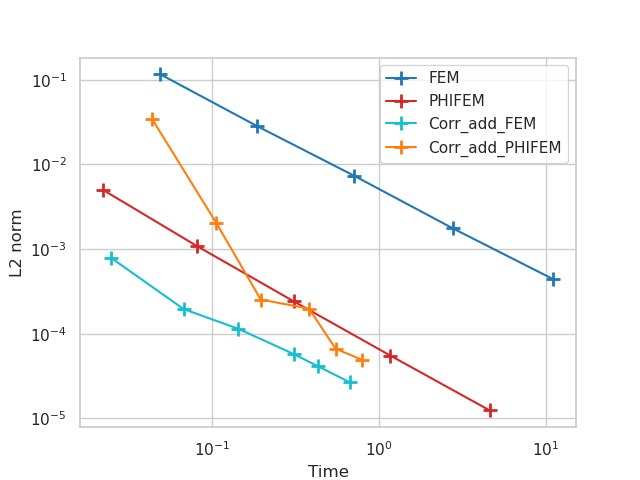 FEM
PHIFEM
Corr_add_FEM
Corr_add_PHIFEM
L2 norm
10⁻¹
10⁻²
10⁻³
10⁻⁴
10⁻⁵
10⁻¹
10⁰
10¹
Time